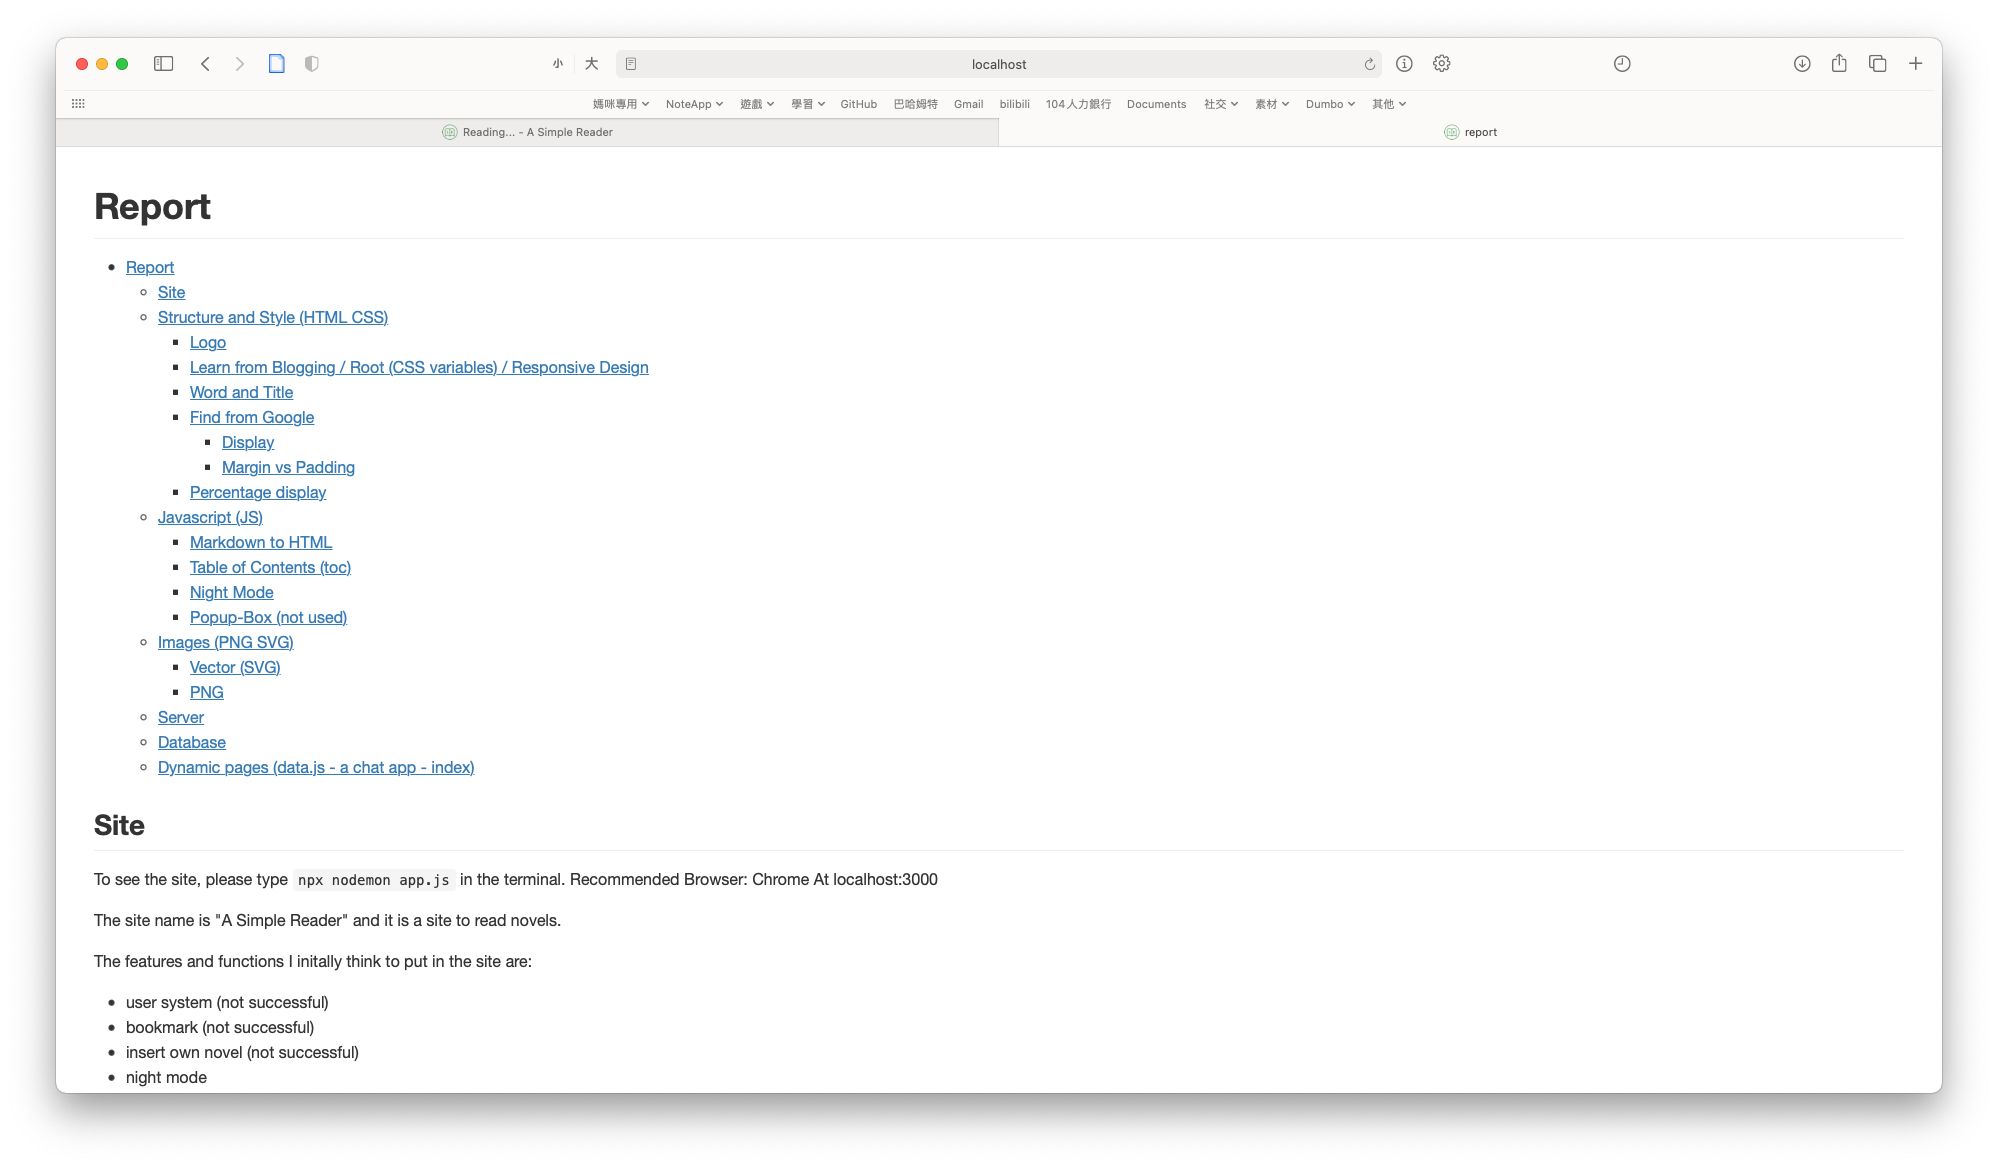 小 大 localhost
媽咪專用 NoteApp 遊戲 學習 GitHub 巴哈姆特 Gmail bilibili 104人力銀行 Documents 社交 素材 Dumbo 其他
Reading... - A Simple Reader report
Report
Report
Site
Structure and Style (HTML CSS)
Logo
Learn from Blogging / Root (CSS variables) / Responsive Design
Word and Title
Find from Google
Display
Margin vs Padding
Percentage display
Javascript (JS)
Markdown to HTML
Table of Contents (toc)
Night Mode
Popup-Box (not used)
Images (PNG SVG)
Vector (SVG)
PNG
Server
Database
Dynamic pages (data.js - a chat app - index)
Site
To see the site, please type npx nodemon app.js in the terminal. Recommended Browser: Chrome At localhost:3000
The site name is "A Simple Reader" and it is a site to read novels.
The features and functions I initally think to put in the site are:
user system (not successful)
bookmark (not successful)
insert own novel (not successful)
night mode